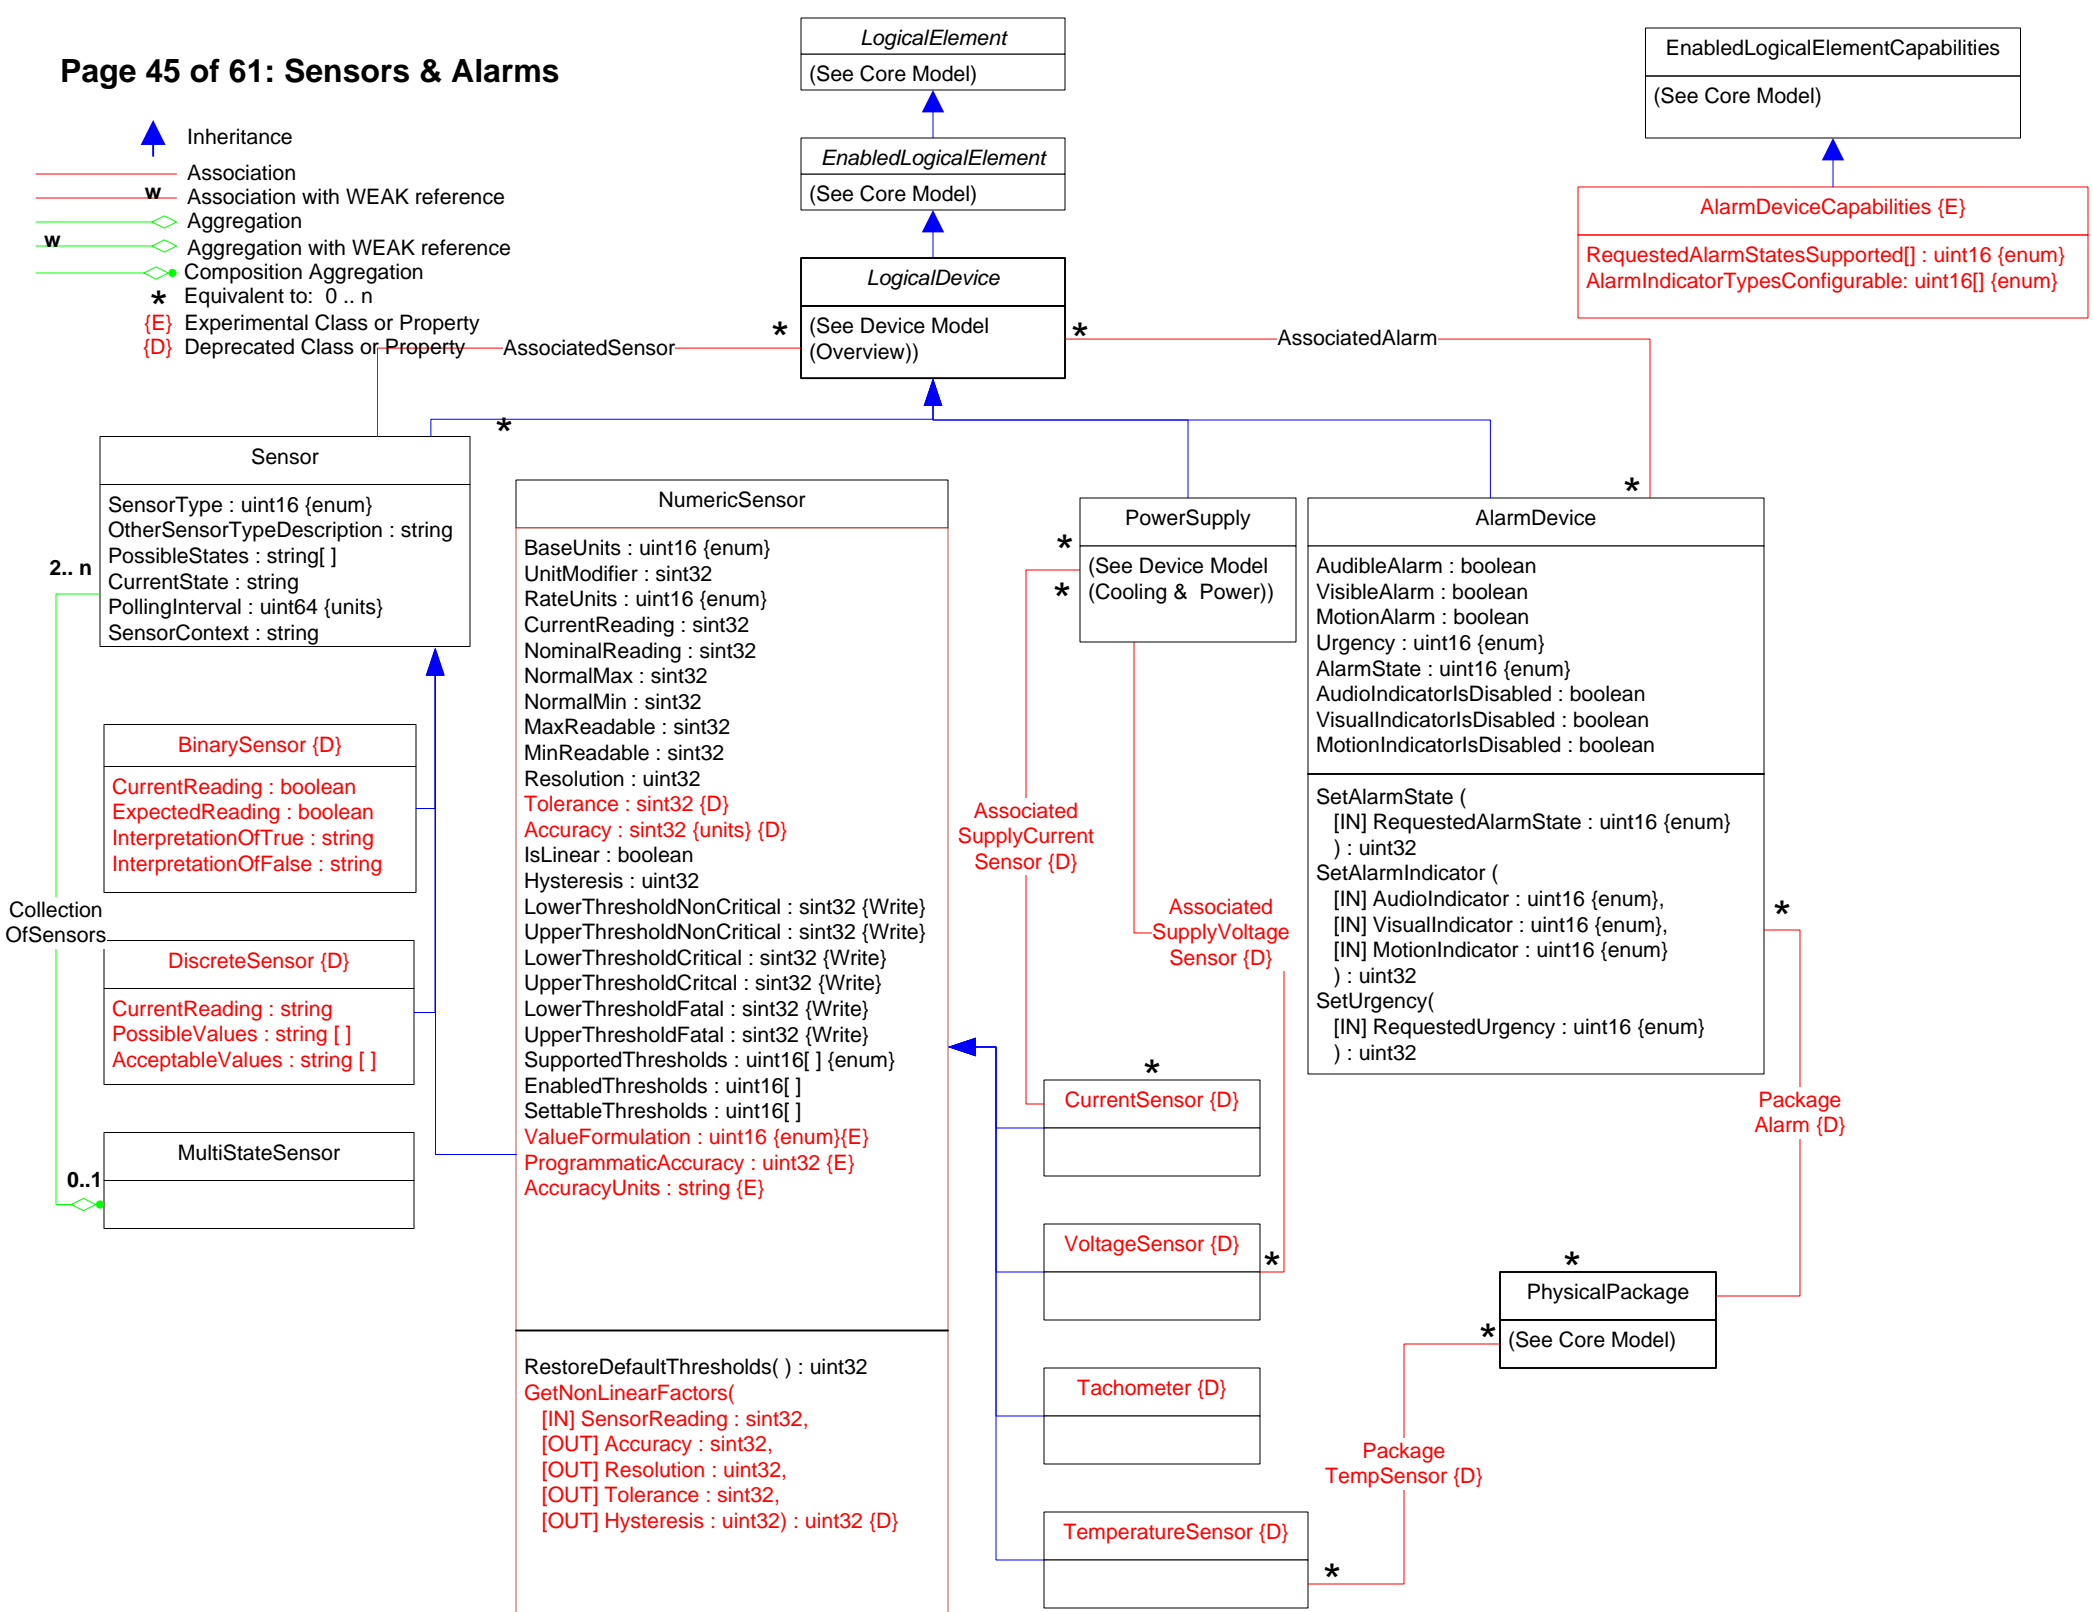 Page 45 of 61: Sensors & Alarms
Inheritance
Association
w
Association with WEAK reference
Aggregation
w
Aggregation with WEAK reference
Composition Aggregation
* Equivalent to: 0 .. n
{E} Experimental Class or Property
{D} Deprecated Class or Property
LogicalElement
(See Core Model)
EnabledLogicalElement
(See Core Model)
LogicalDevice
(See Device Model
(Overview))
EnabledLogicalElementCapabilities
(See Core Model)
AlarmDeviceCapabilities {E}
RequestedAlarmStatesSupported[] : uint16 {enum}
AlarmIndicatorTypesConfigurable: uint16[] {enum}
AssociatedSensor
*
*
AssociatedAlarm
*
*
Sensor
SensorType : uint16 {enum}
OtherSensorTypeDescription : string
PossibleStates : string[ ]
CurrentState : string
PollingInterval : uint64 {units}
SensorContext : string
2.. n
Collection
OfSensors
0..1
BinarySensor {D}
CurrentReading : boolean
ExpectedReading : boolean
InterpretationOfTrue : string
InterpretationOfFalse : string
DiscreteSensor {D}
CurrentReading : string
PossibleValues : string [ ]
AcceptableValues : string [ ]
MultiStateSensor
NumericSensor
BaseUnits : uint16 {enum}
UnitModifier : sint32
RateUnits : uint16 {enum}
CurrentReading : sint32
NominalReading : sint32
NormalMax : sint32
NormalMin : sint32
MaxReadable : sint32
MinReadable : sint32
Resolution : uint32
Tolerance : sint32 {D}
Accuracy : sint32 {units} {D}
IsLinear : boolean
Hysteresis : uint32
LowerThresholdNonCritical : sint32 {Write}
UpperThresholdNonCritical : sint32 {Write}
LowerThresholdCritical : sint32 {Write}
UpperThresholdCritcal : sint32 {Write}
LowerThresholdFatal : sint32 {Write}
UpperThresholdFatal : sint32 {Write}
SupportedThresholds : uint16[ ] {enum}
EnabledThresholds : uint16[ ]
SettableThresholds : uint16[ ]
ValueFormulation : uint16 {enum}{E}
ProgrammaticAccuracy : uint32 {E}
AccuracyUnits : string {E}
RestoreDefaultThresholds( ) : uint32
GetNonLinearFactors(
[IN] SensorReading : sint32,
[OUT] Accuracy : sint32,
[OUT] Resolution : uint32,
[OUT] Tolerance : sint32,
[OUT] Hysteresis : uint32) : uint32 {D}
PowerSupply
(See Device Model
(Cooling & Power))
*
*
Associated
SupplyCurrent
Sensor {D}
Associated
SupplyVoltage
Sensor {D}
AlarmDevice
AudibleAlarm : boolean
VisibleAlarm : boolean
MotionAlarm : boolean
Urgency : uint16 {enum}
AlarmState : uint16 {enum}
AudioIndicatorIsDisabled : boolean
VisualIndicatorIsDisabled : boolean
MotionIndicatorIsDisabled : boolean
SetAlarmState (
[IN] RequestedAlarmState : uint16 {enum}
) : uint32
SetAlarmIndicator (
[IN] AudioIndicator : uint16 {enum},
[IN] VisualIndicator : uint16 {enum},
[IN] MotionIndicator : uint16 {enum}
) : uint32
SetUrgency(
[IN] RequestedUrgency : uint16 {enum}
) : uint32
*
Package
Alarm {D}
*
CurrentSensor {D}
VoltageSensor {D}
*
Tachometer {D}
TemperatureSensor {D}
*
*
PhysicalPackage
(See Core Model)
*
Package
TempSensor {D}